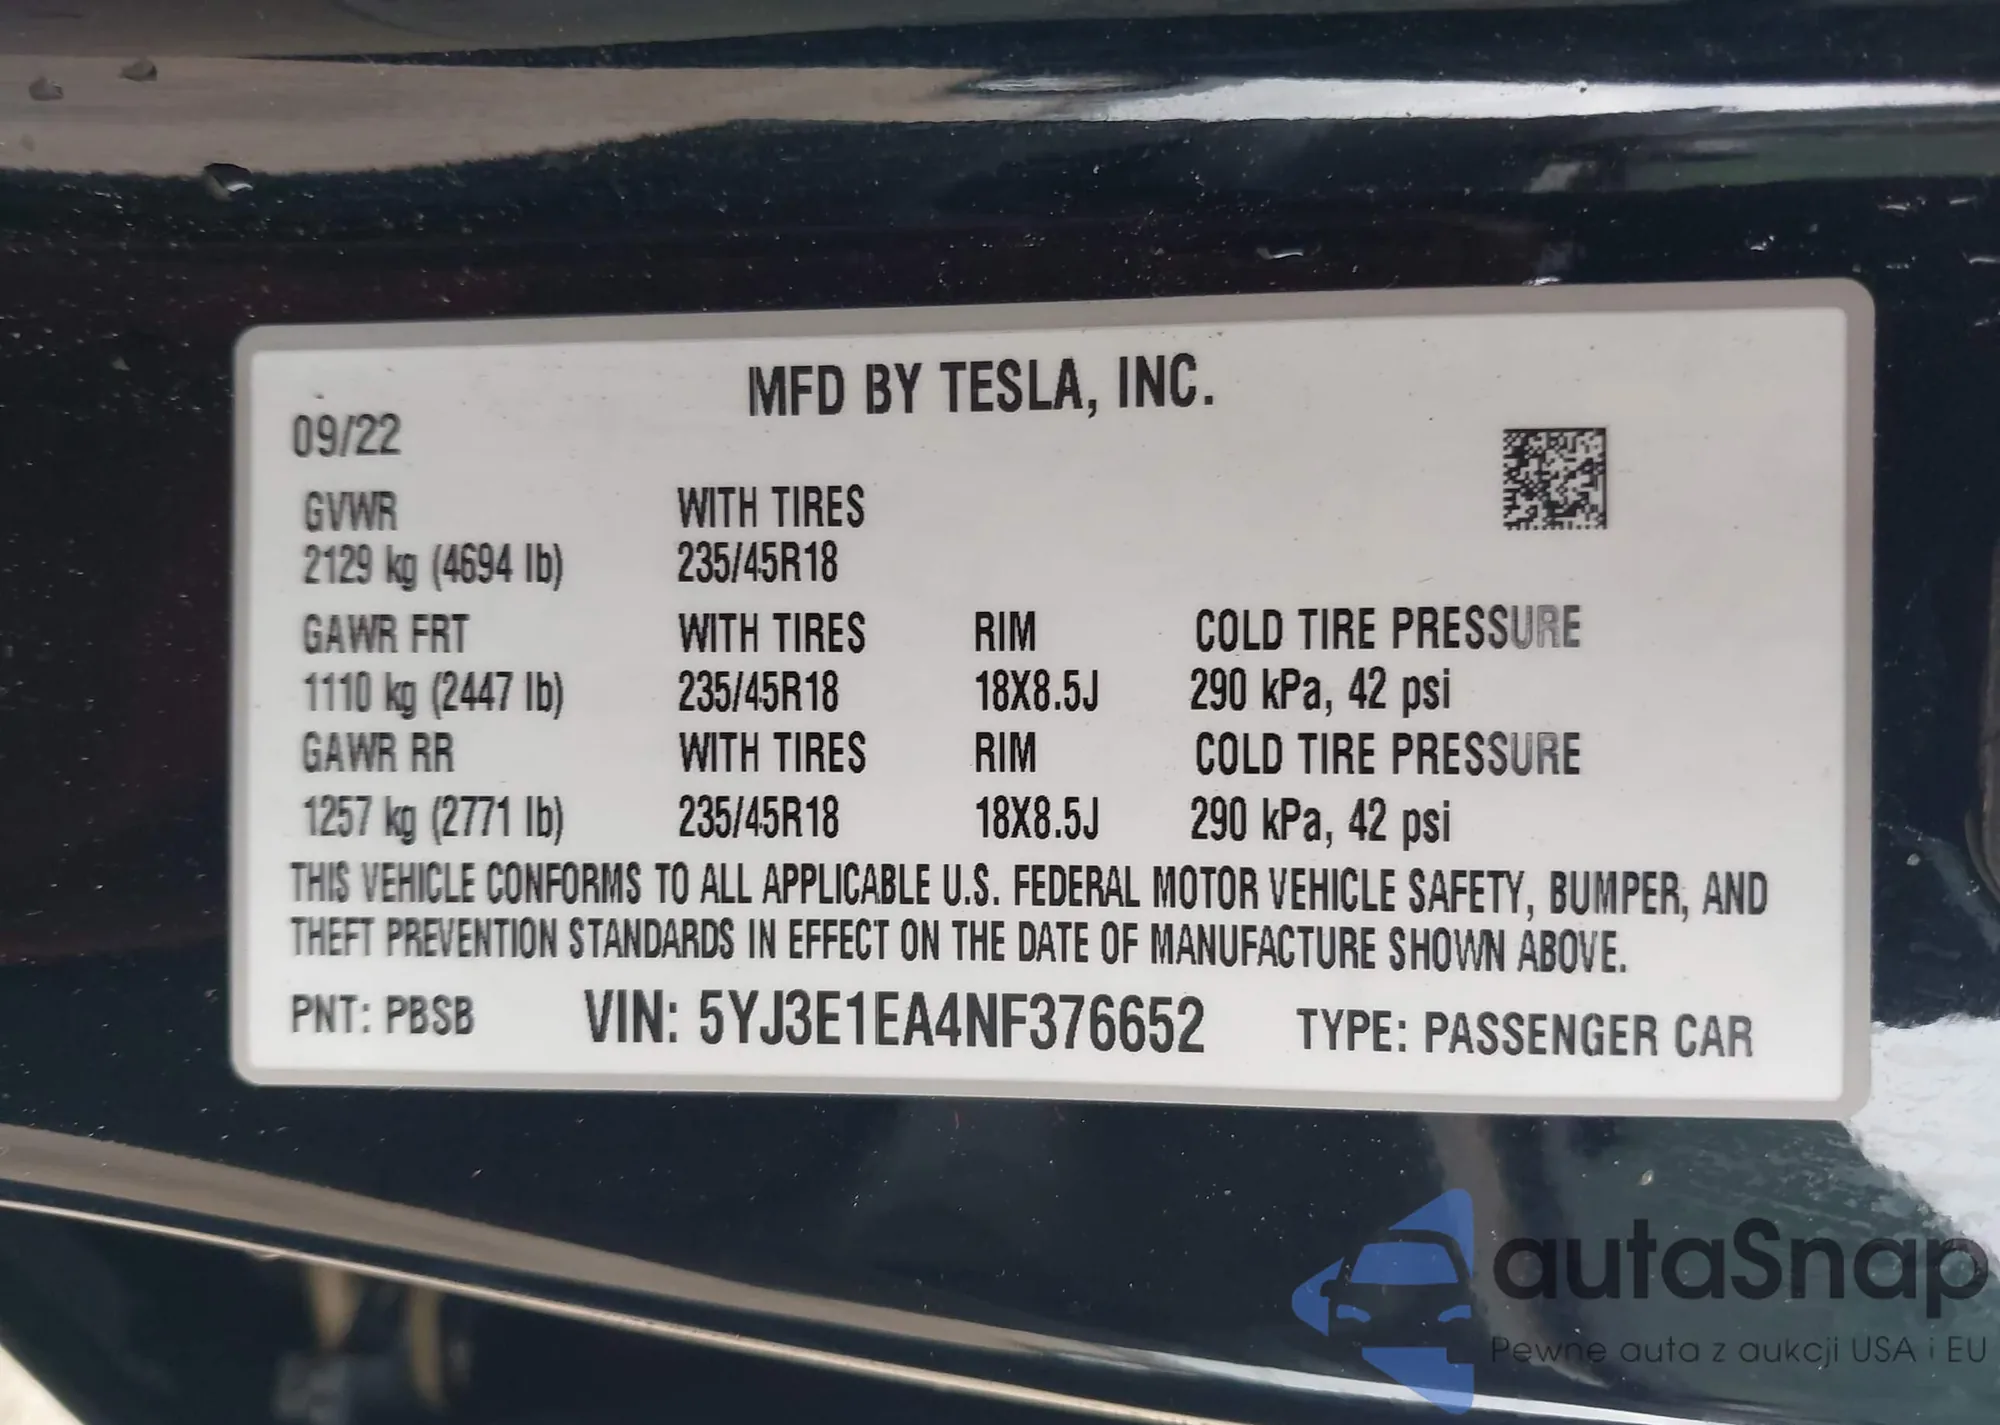 MFD BY TESLA, INC.
09/22
GVWR WITH TIRES
2129 kg (4694 lb) 235/45R18
GAWR FRT WITH TIRES RIM COLD TIRE PRESSURE
1110 kg (2447 lb) 235/45R18 18X8.5J 290 kPa, 42 psi
GAWR RR WITH TIRES RIM COLD TIRE PRESSURE
1257 kg (2771 lb) 235/45R18 18X8.5J 290 kPa, 42 psi
THIS VEHICLE CONFORMS TO ALL APPLICABLE U.S. FEDERAL MOTOR VEHICLE SAFETY, BUMPER, AND
THEFT PREVENTION STANDARDS IN EFFECT ON THE DATE OF MANUFACTURE SHOWN ABOVE.
PNT: PBSB VIN: 5YJ3E1EA4NF376652 TYPE: PASSENGER CAR
autaSnap
Pewne auta z aukcji USA i EU